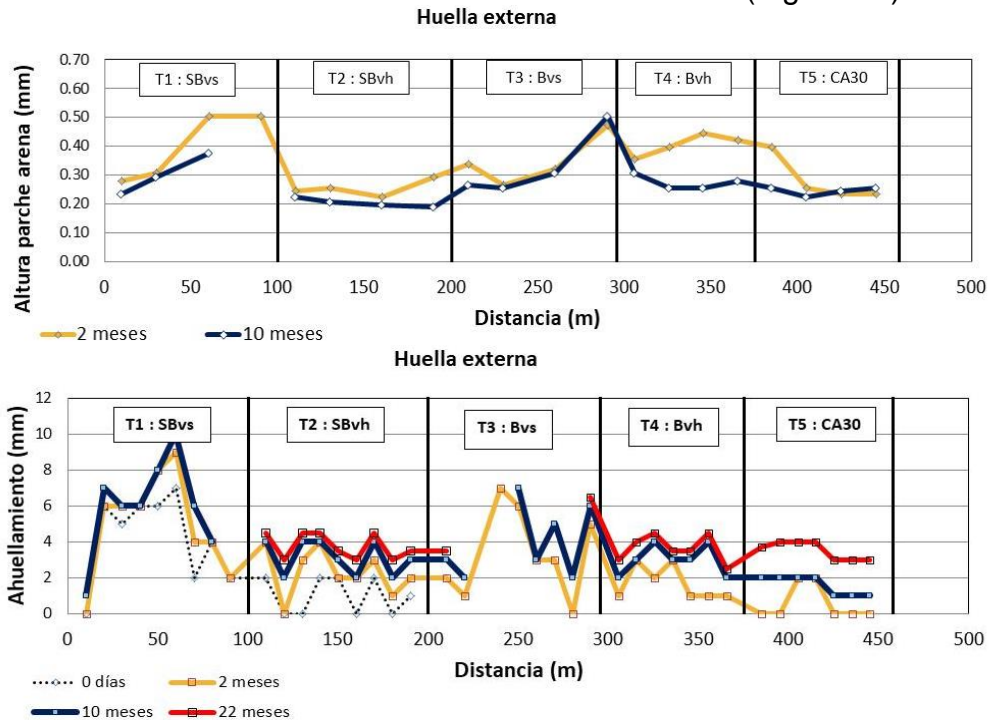 Huella externa
Altura parche arena (mm)
0.70
0.60
0.50
0.40
0.30
0.20
0.10
0.00
T1 : SBvs
T2 : SBvh
T3 : Bvs
T4 : Bvh
T5 : CA30
0 50 100 150 200 250 300 350 400 450 500
Distancia (m)
2 meses
10 meses
Huella externa
Ahuellamiento (mm)
12
10
8
6
4
2
0
T1 : SBvs
T2 : SBvh
T3 : Bvs
T4 : Bvh
T5 : CA30
0 50 100 150 200 250 300 350 400 450 500
Distancia (m)
0 días
2 meses
10 meses
22 meses